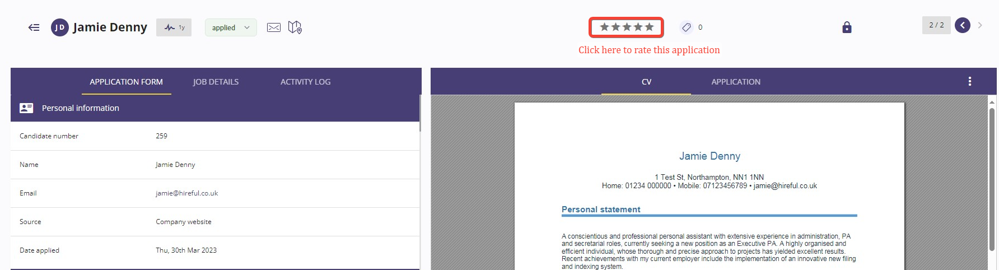 JD Jamie Denny 1y applied 0 2 / 2
Click here to rate this application
APPLICATION FORM JOB DETAILS ACTIVITY LOG
Personal information
Candidate number 259
Name Jamie Denny
Email jamie@hireful.co.uk
Source Company website
Date applied Thu, 30th Mar 2023
CV APPLICATION
Jamie Denny
1 Test St, Northampton, NN1 1NN
Home: 01234 000000 • Mobile: 07123456789 • jamie@hireful.co.uk
Personal statement
A conscientious and professional personal assistant with extensive experience in administration, PA
and secretarial roles, currently seeking a new position as an Executive PA. A highly organised and
efficient individual, whose thorough and precise approach to projects has yielded excellent results.
Recent achievements with my current employer include the implementation of an innovative new filing
and indexing system.